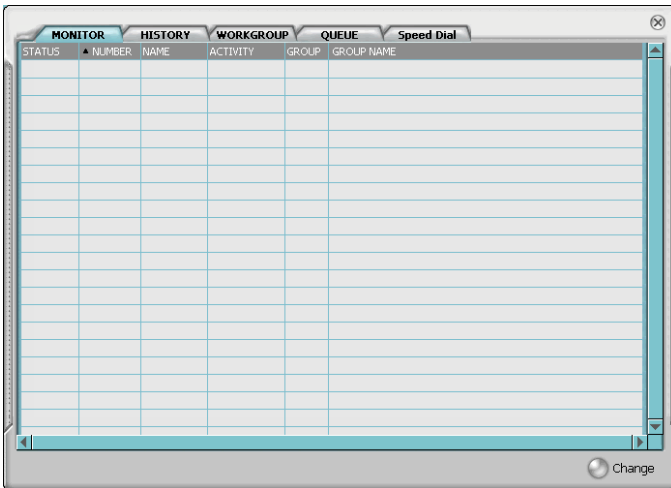 MONITOR HISTORY WORKGROUP QUEUE Speed Dial
STATUS ▲ NUMBER NAME ACTIVITY GROUP GROUP NAME
Change